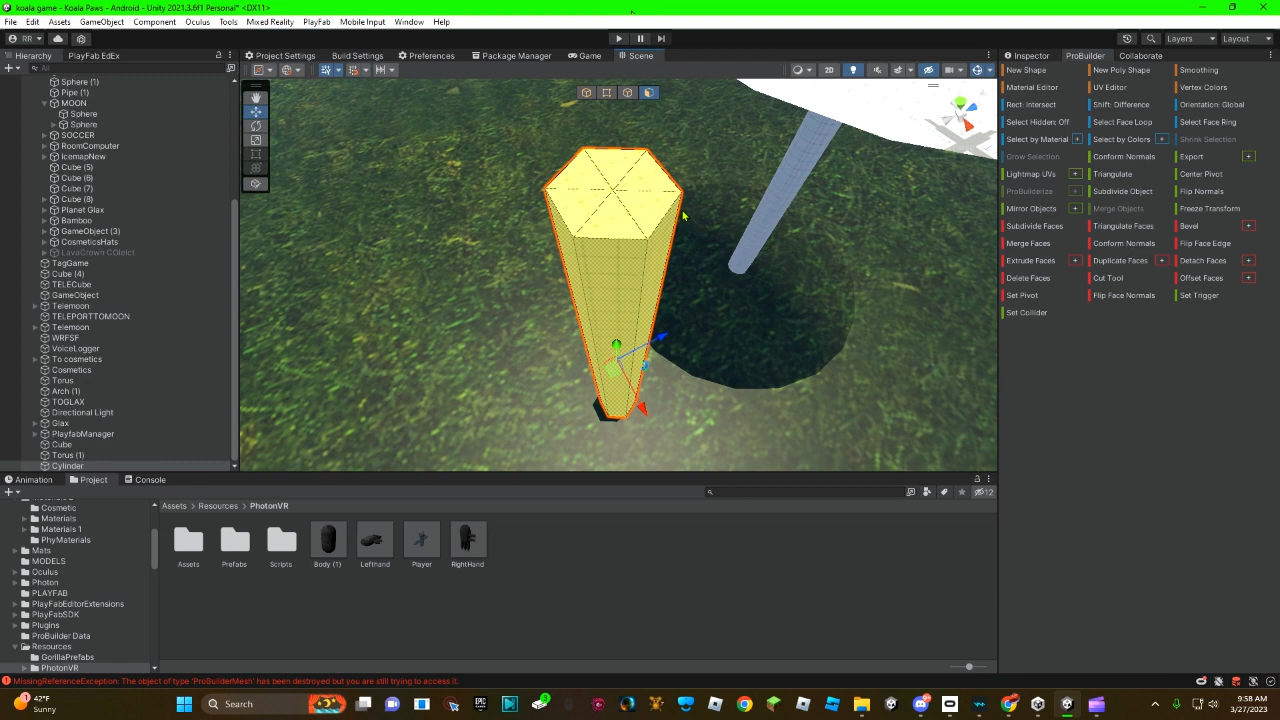 koala game - Koala Paws - Android - Unity 2021.3.6f1 Personal* <DX11>
File Edit Assets GameObject Component Oculus Tools Mixed Reality PlayFab Mobile Input Window Help
RR Layers Layout
Hierarchy PlayFab EdEx
All
Sphere (1)
Pipe (1)
MOON
Sphere
Sphere
SOCCER
RoomComputer
IcemapNew
Cube (5)
Cube (6)
Cube (7)
Cube (8)
Planet Glax
Bamboo
GameObject (3)
CosmeticsHats
LavaCrown COlelct
TagGame
Cube (4)
TELECube
GameObject
Telemoon
TELEPORTTOMOON
Telemoon
WRFSF
VoiceLogger
To cosmetics
Cosmetics
Torus
Arch (1)
TOGLAX
Directional Light
Glax
PlayfabManager
Cube
Torus (1)
Cylinder
Project Settings Build Settings Preferences Package Manager Game Scene
2D
Inspector ProBuilder Collaborate
New Shape New Poly Shape Smoothing
Material Editor UV Editor Vertex Colors
Rect: Intersect Shift: Difference Orientation: Global
Select Hidden: Off Select Face Loop Select Face Ring
Select by Material + Select by Colors + Shrink Selection
Grow Selection Conform Normals Export +
Lightmap UVs + Triangulate Center Pivot
ProBuilderize + Subdivide Object Flip Normals
Mirror Objects + Merge Objects Freeze Transform
Subdivide Faces Triangulate Faces Bevel +
Merge Faces Conform Normals Flip Face Edge
Extrude Faces + Duplicate Faces + Detach Faces +
Delete Faces Cut Tool Offset Faces +
Set Pivot Flip Face Normals Set Trigger
Set Collider
Animation Project Console
12
Cosmetic
Materials
Materials 1
PhyMaterials
Mats
MODELS
Oculus
Photon
PLAYFAB
PlayFabEditorExtensions
PlayFabSDK
Plugins
ProBuilder Data
Resources
GorillaPrefabs
PhotonVR
Assets > Resources > PhotonVR
Assets Prefabs Scripts Body (1) Lefthand Player RightHand
MissingReferenceException: The object of type 'ProBuilderMesh' has been destroyed but you are still trying to access it.
42°F
Sunny
Search
9:58 AM
3/27/2023